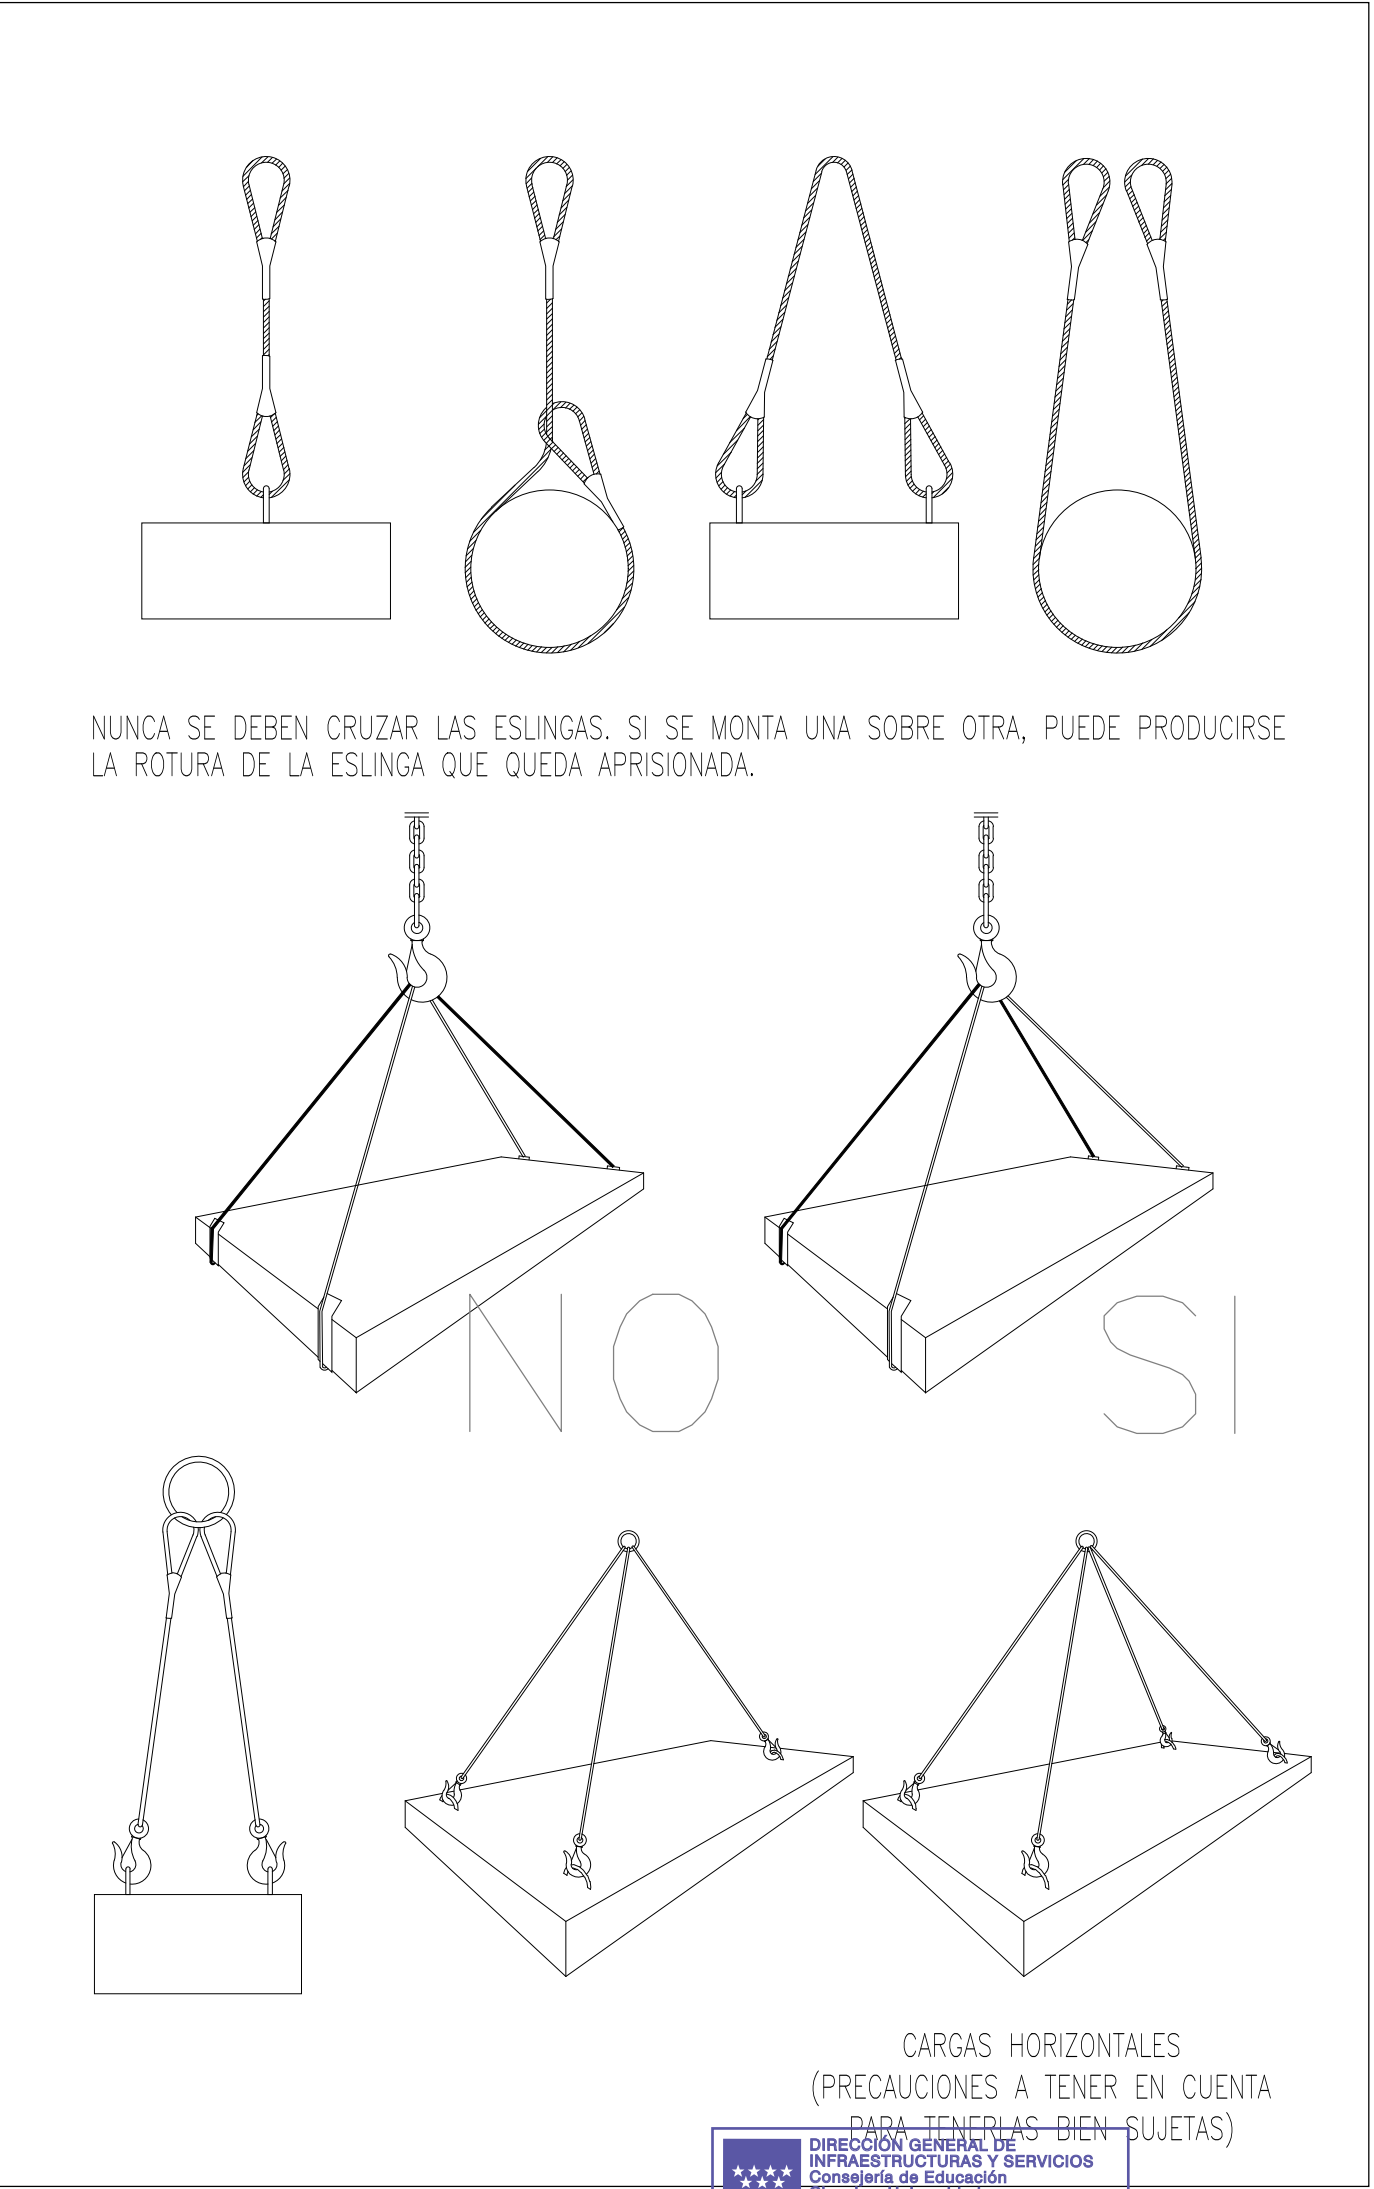 NUNCA SE DEBEN CRUZAR LAS ESLINGAS. SI SE MONTA UNA SOBRE OTRA, PUEDE PRODUCIRSE
LA ROTURA DE LA ESLINGA QUE QUEDA APRISIONADA.
NO
SI
CARGAS HORIZONTALES
(PRECAUCIONES A TENER EN CUENTA
PARA TENERLAS BIEN SUJETAS)
DIRECCIÓN GENERAL DE
INFRAESTRUCTURAS Y SERVICIOS
Consejería de Educación